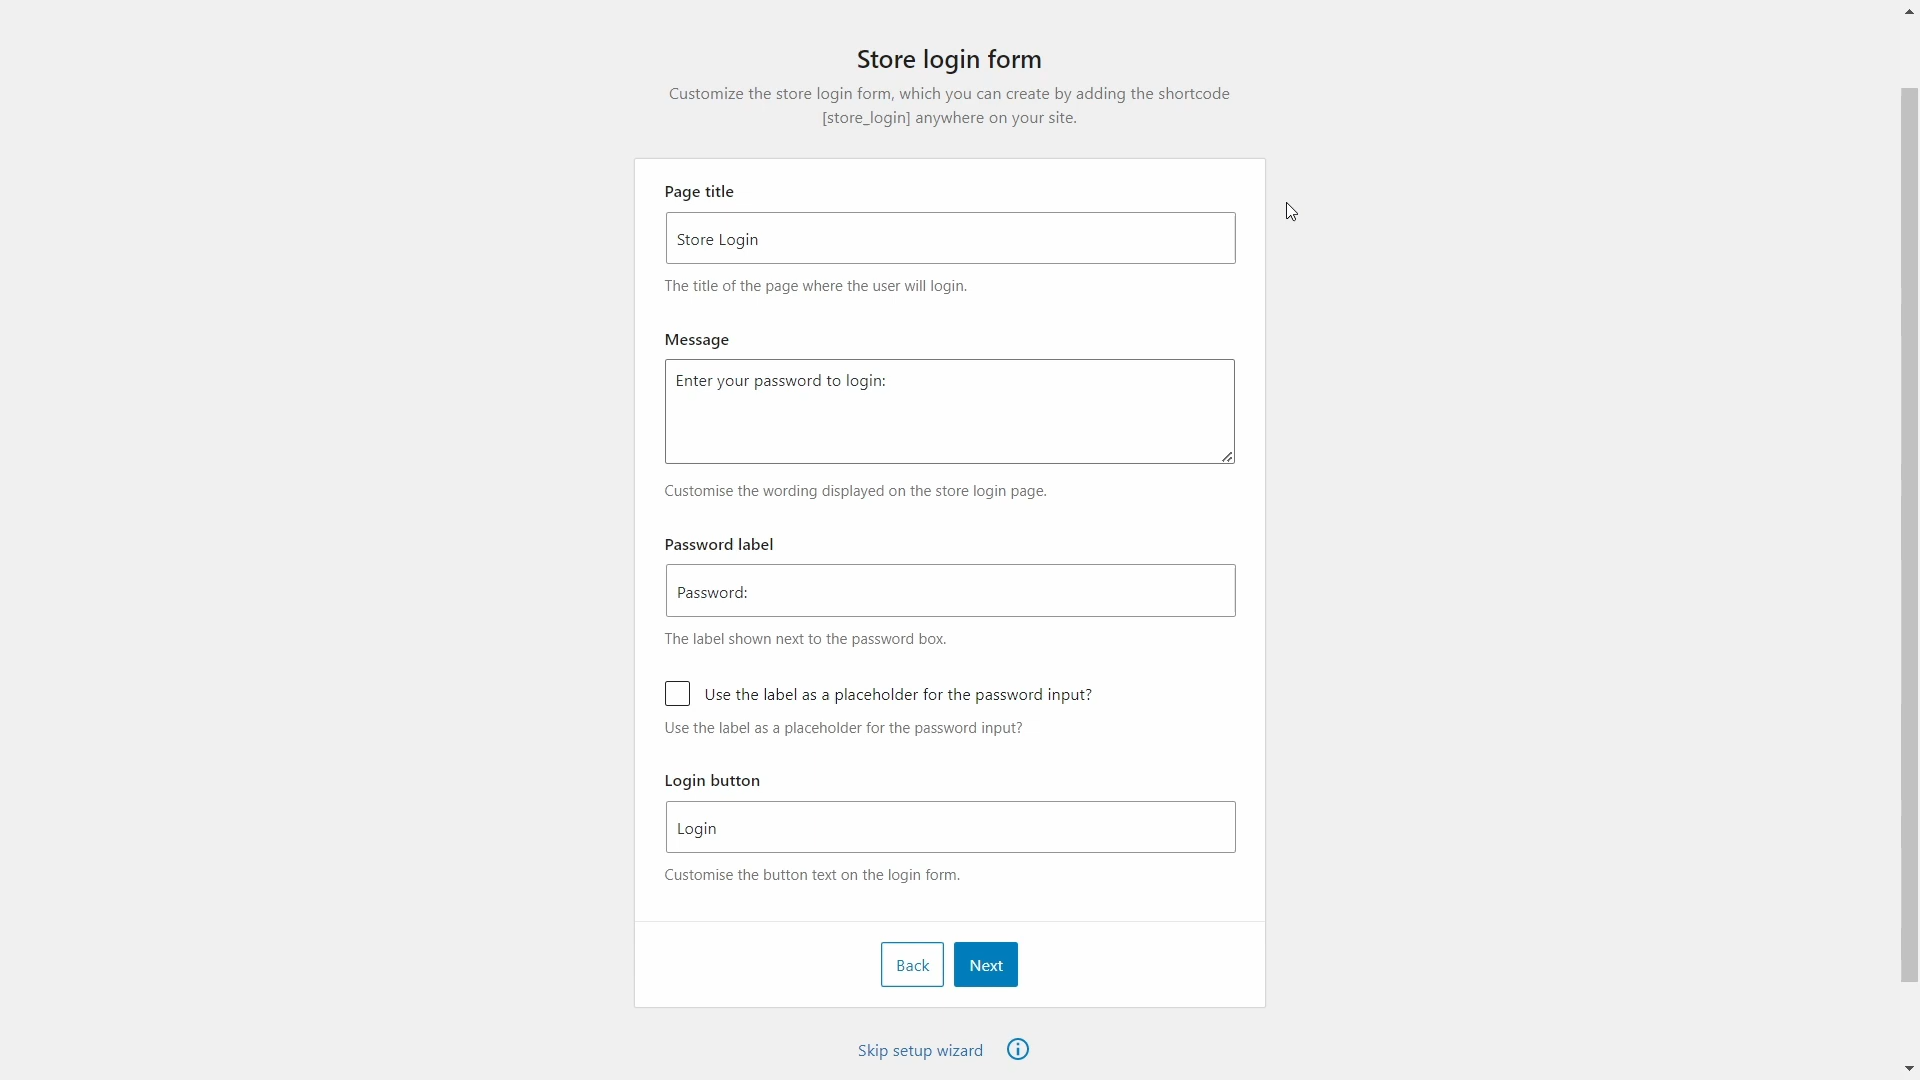 Store login form
Customize the store login form, which you can create by adding the shortcode
[store_login] anywhere on your site.
Page title
Store Login
The title of the page where the user will login.
Message
Enter your password to login:
Customise the wording displayed on the store login page.
Password label
Password:
The label shown next to the password box.
Use the label as a placeholder for the password input?
Use the label as a placeholder for the password input?
Login button
Login
Customise the button text on the login form.
Back
Next
Skip setup wizard